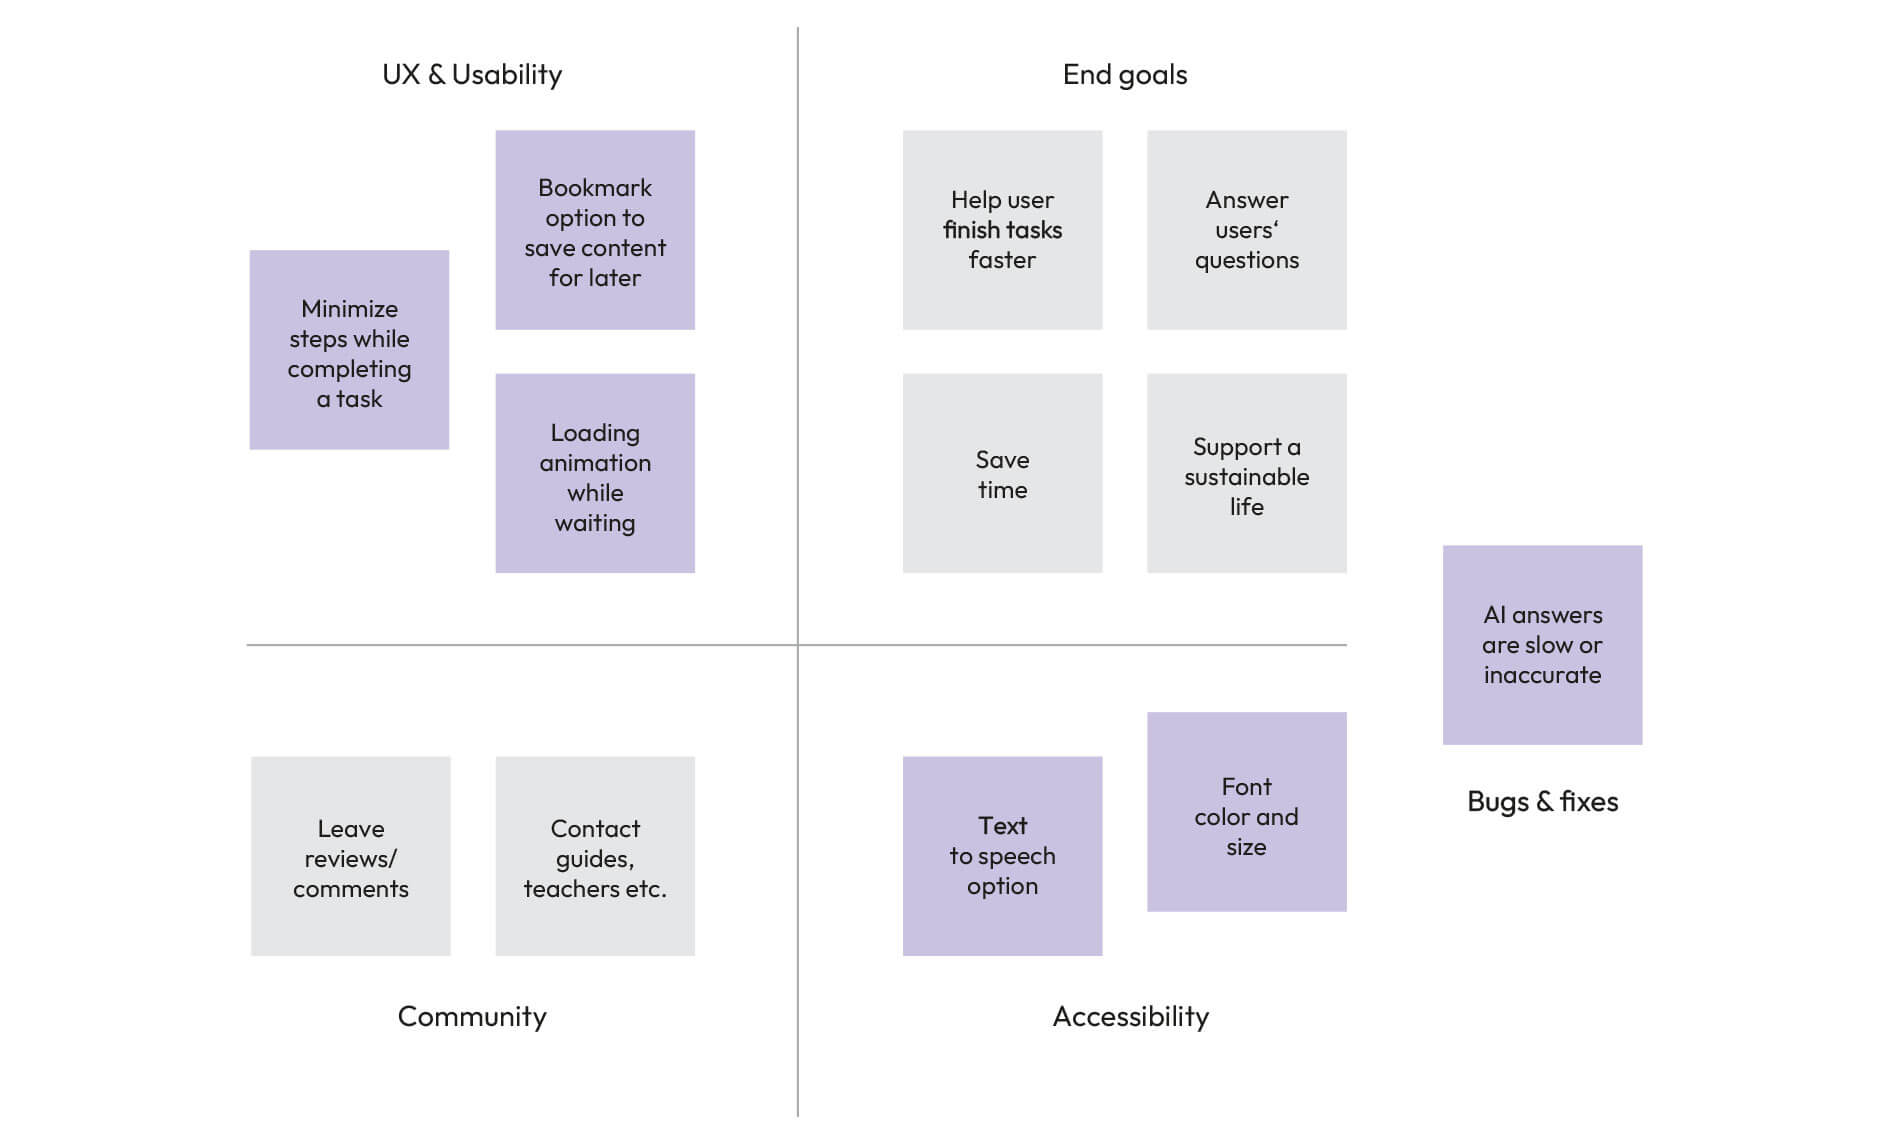 UX & Usability
Minimize
steps while
completing
a task
Bookmark
option to
save content
for later
Loading
animation
while
waiting
End goals
Help user
finish tasks
faster
Answer
users‘
questions
Save
time
Support a
sustainable
life
Leave
reviews/
comments
Contact
guides,
teachers etc.
Community
Text
to speech
option
Font
color and
size
Accessibility
AI answers
are slow or
inaccurate
Bugs & fixes